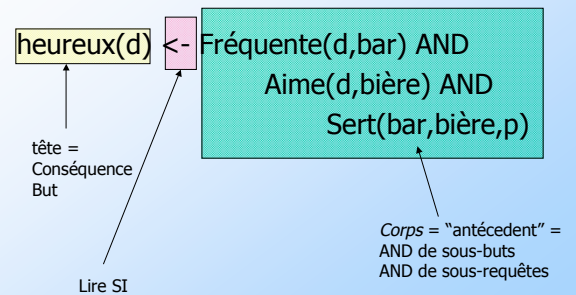 heureux(d) <- Fréquente(d,bar) AND
Aime(d,bière) AND
Sert(bar,bière,p)
tête =
Conséquence
But
Corps = “antécedent” =
AND de sous-buts
AND de sous-requêtes
Lire SI